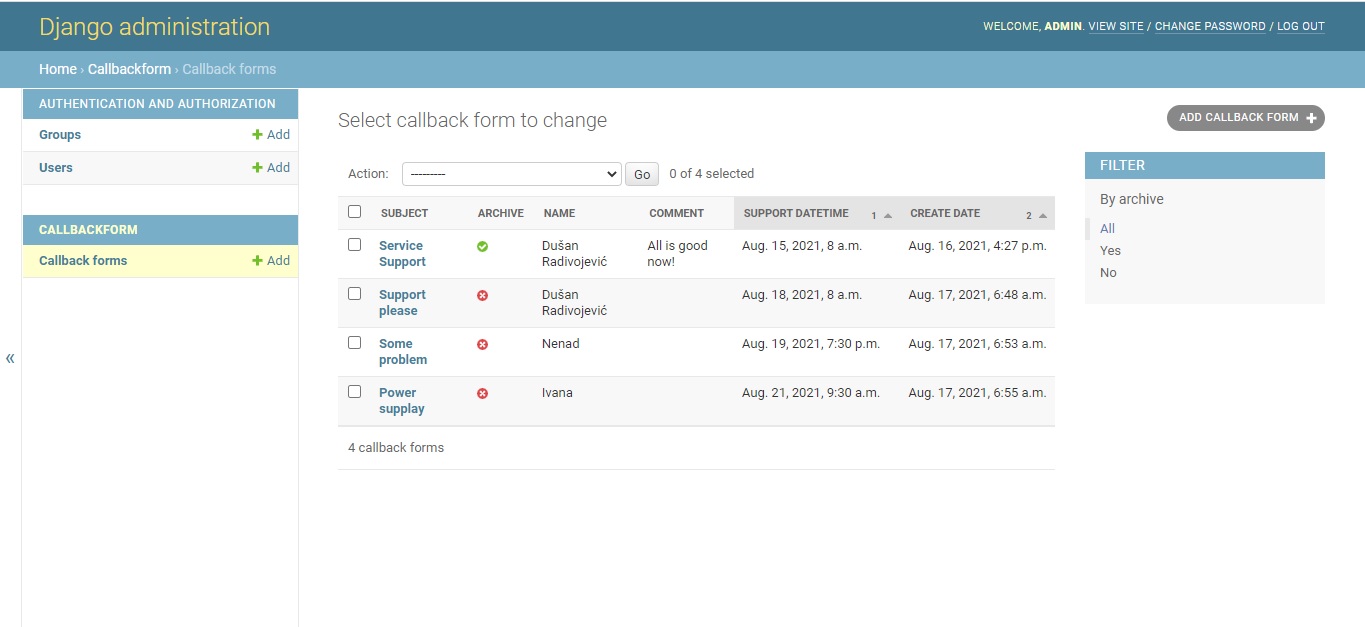 Django administration
WELCOME, ADMIN. VIEW SITE / CHANGE PASSWORD / LOG OUT
Home › Callbackform › Callback forms
AUTHENTICATION AND AUTHORIZATION
Groups + Add
Users + Add
CALLBACKFORM
Callback forms + Add
«
Select callback form to change
ADD CALLBACK FORM +
Action: --------- Go 0 of 4 selected
SUBJECT ARCHIVE NAME COMMENT SUPPORT DATETIME 1 CREATE DATE 2
Service Dušan All is good Aug. 15, 2021, 8 a.m. Aug. 16, 2021, 4:27 p.m.
Support Radivojević now!
Support Dušan Aug. 18, 2021, 8 a.m. Aug. 17, 2021, 6:48 a.m.
please Radivojević
Some Nenad Aug. 19, 2021, 7:30 p.m. Aug. 17, 2021, 6:53 a.m.
problem
Power Ivana Aug. 21, 2021, 9:30 a.m. Aug. 17, 2021, 6:55 a.m.
supplay
4 callback forms
FILTER
By archive
All
Yes
No